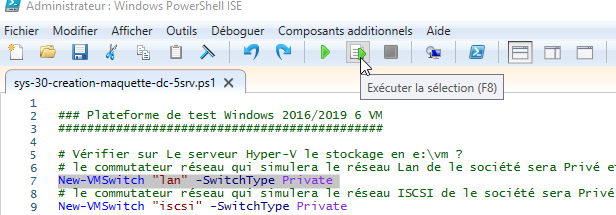 Administrateur : Windows PowerShell ISE
Fichier Modifier Afficher Outils Déboguer Composants additionnels Aide
Exécuter la sélection (F8)
sys-30-creation-maquette-dc-5srv.ps1 X
1
2 ### Plateforme de test Windows 2016/2019 6 VM
3 ##########################################
4
5 # Vérifier sur Le serveur Hyper-V le stockage en e:\vm ?
6 # le commutateur réseau qui simulera le réseau Lan de le société sera Privé e
7 New-VMSwitch "lan" -SwitchType Private
8 # le commutateur réseau qui simulera le réseau ISCSI de le société sera Privé
9 New-VMSwitch "iscsi" -SwitchType Private